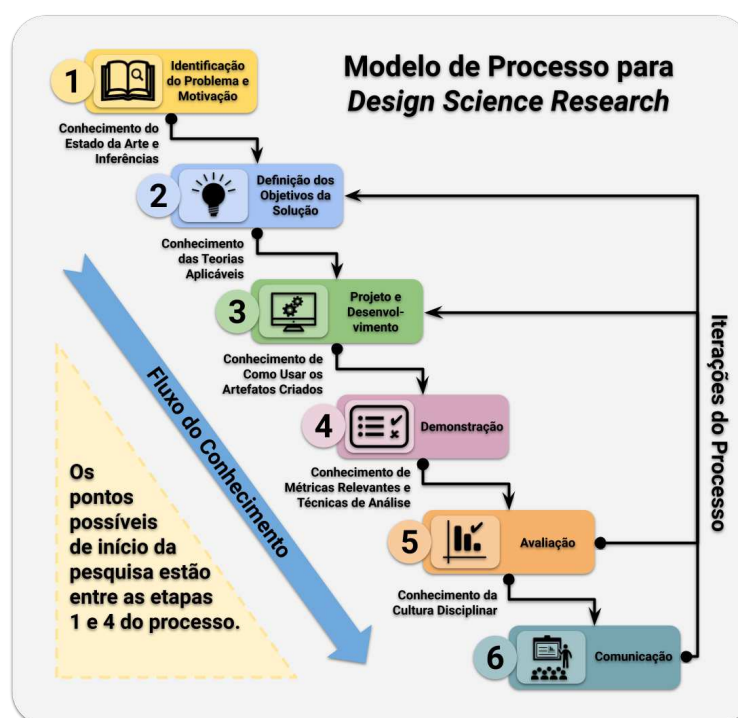 Modelo de Processo para
Design Science Research
1
Identificação
do Problema e
Motivação
Conhecimento do
Estado da Arte e
Inferências
2
Definição dos
Objetivos da
Solução
Conhecimento
das Teorias
Aplicáveis
3
Projeto e
Desenvol-
vimento
Conhecimento de
Como Usar os
Artefatos Criados
4
Demonstração
Conhecimento de
Métricas Relevantes e
Técnicas de Análise
5
Avaliação
Conhecimento da
Cultura Disciplinar
6
Comunicação
Iterações do Processo
Fluxo do Conhecimento
Os
pontos
possíveis
de início da
pesquisa estão
entre as etapas
1 e 4 do processo.